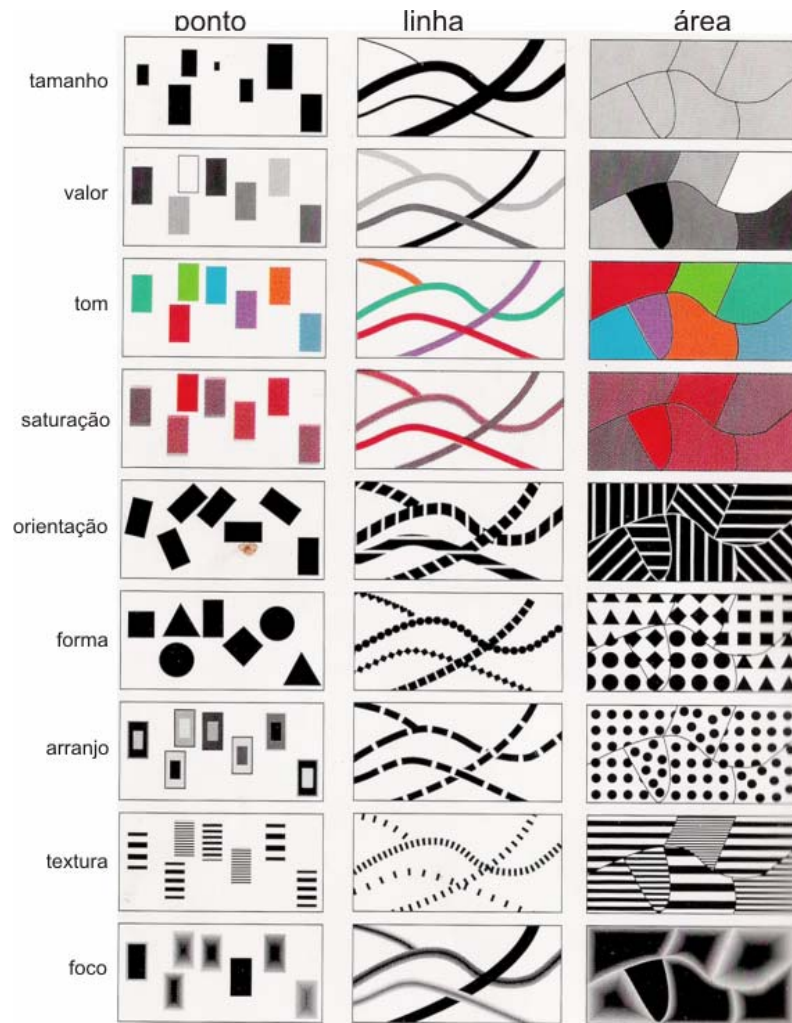 ponto linha área
tamanho
valor
tom
saturação
orientação
forma
arranjo
textura
foco